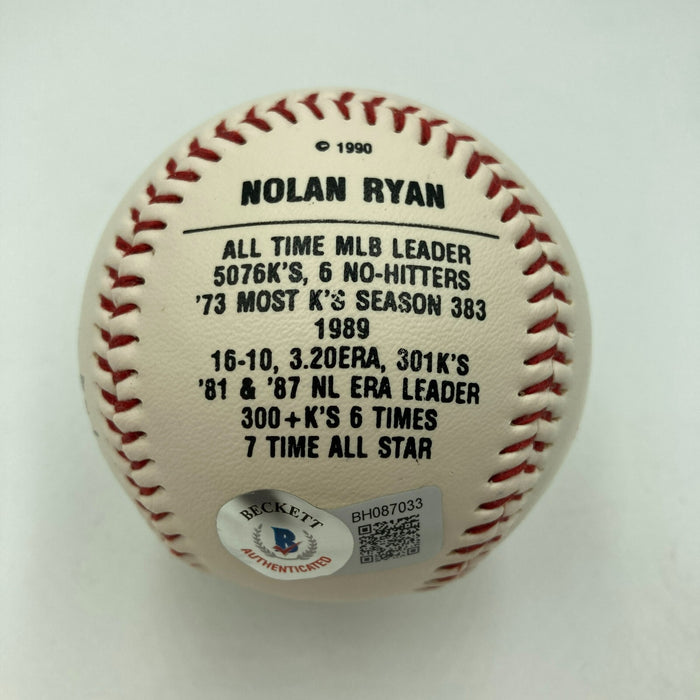 © 1990
NOLAN RYAN
ALL TIME MLB LEADER
5076K'S, 6 NO-HITTERS
'73 MOST K'S SEASON 383
1989
16-10, 3.20ERA, 301K'S
'81 & '87 NL ERA LEADER
300+K'S 6 TIMES
7 TIME ALL STAR
BECKETT
B
AUTHENTICATED
BH087033